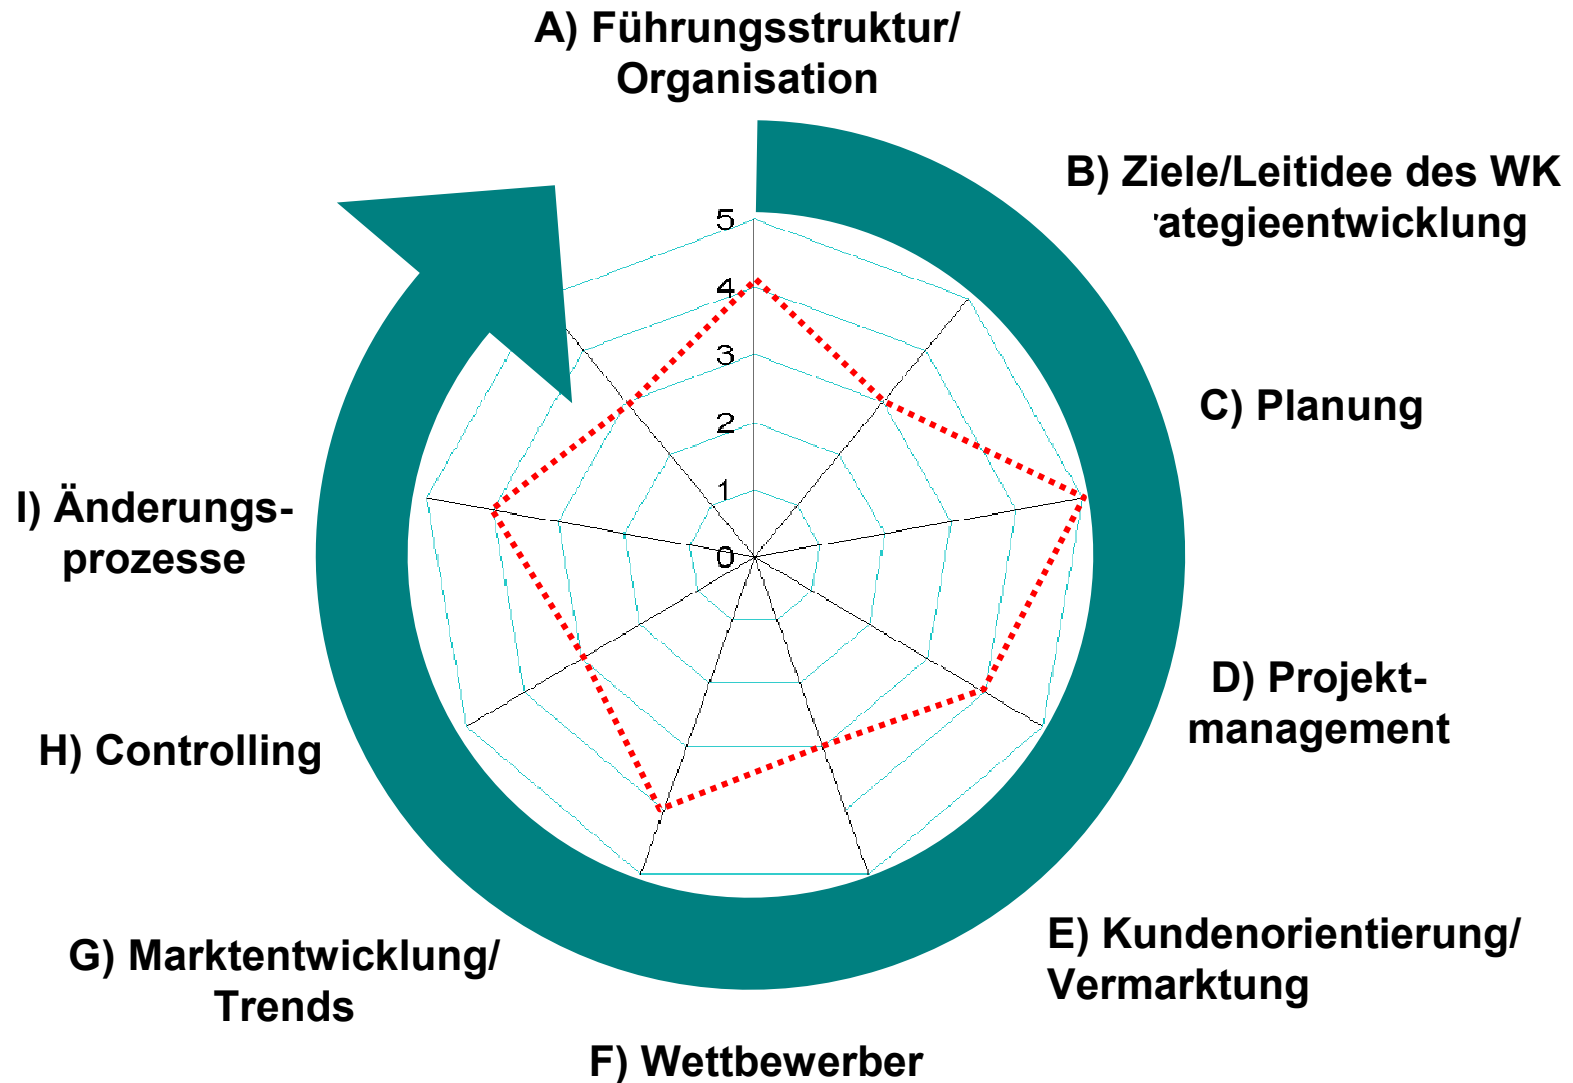 A) Führungsstruktur/
Organisation
B) Ziele/Leitidee des WK
rategieentwicklung
C) Planung
D) Projekt-
management
E) Kundenorientierung/
Vermarktung
F) Wettbewerber
G) Marktentwicklung/
Trends
H) Controlling
I) Änderungs-
prozesse
5
4
3
2
1
0